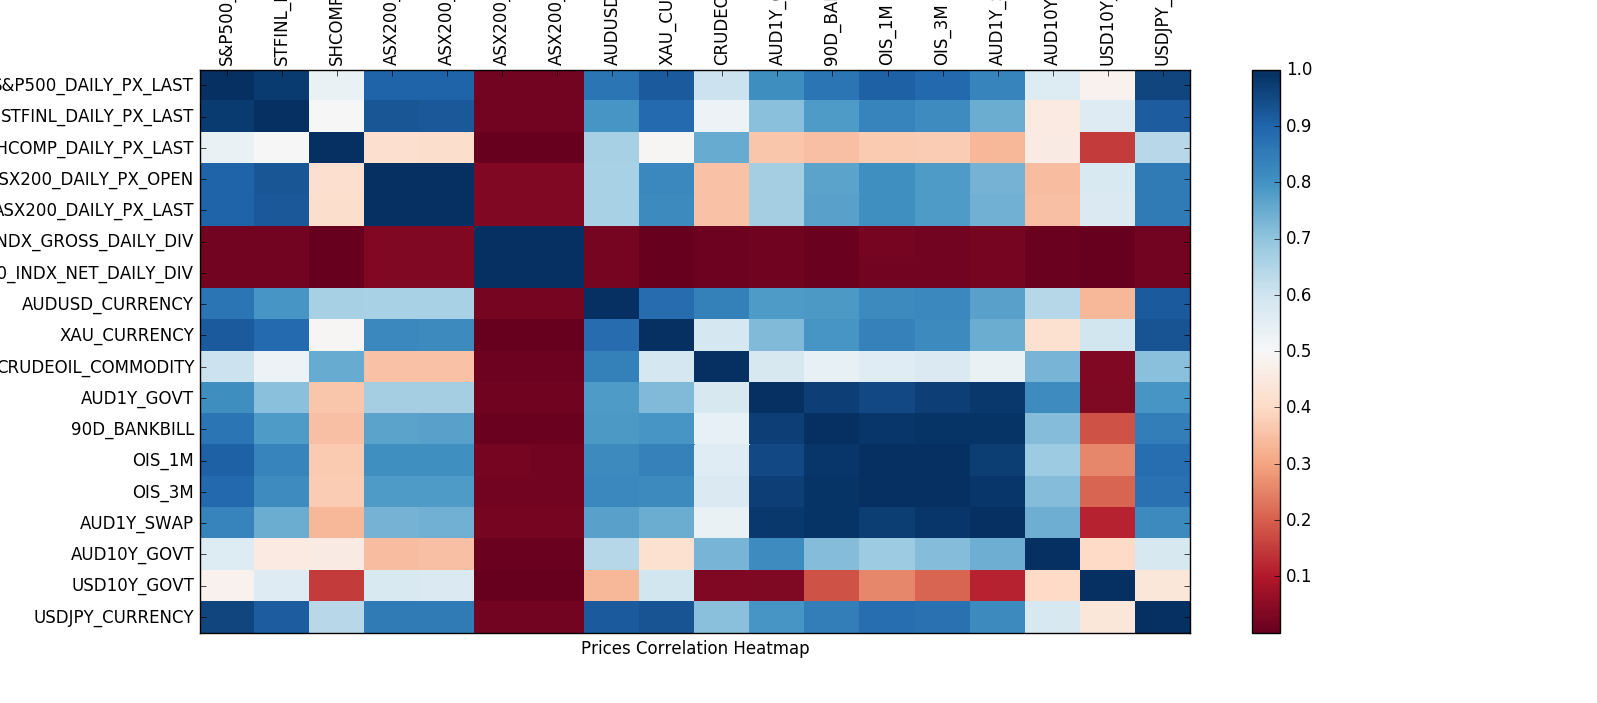 S&P500_
STFINL_
SHCOMP
ASX200_
ASX200_
ASX200_
ASX200_
AUDUSD
XAU_CU
CRUDEO
AUD1Y_
90D_BA
OIS_1M
OIS_3M
AUD1Y_
AUD10Y
USD10Y
USDJPY_
S&P500_DAILY_PX_LAST
STFINL_DAILY_PX_LAST
HCOMP_DAILY_PX_LAST
SX200_DAILY_PX_OPEN
ASX200_DAILY_PX_LAST
NDX_GROSS_DAILY_DIV
0_INDX_NET_DAILY_DIV
AUDUSD_CURRENCY
XAU_CURRENCY
CRUDEOIL_COMMODITY
AUD1Y_GOVT
90D_BANKBILL
OIS_1M
OIS_3M
AUD1Y_SWAP
AUD10Y_GOVT
USD10Y_GOVT
USDJPY_CURRENCY
Prices Correlation Heatmap
1.0
0.9
0.8
0.7
0.6
0.5
0.4
0.3
0.2
0.1